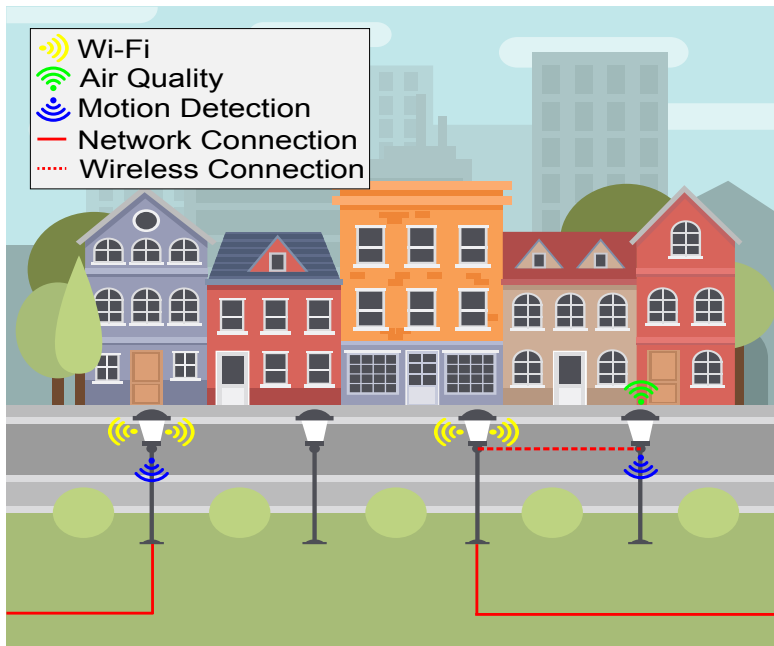 Wi-Fi
Air Quality
Motion Detection
Network Connection
Wireless Connection